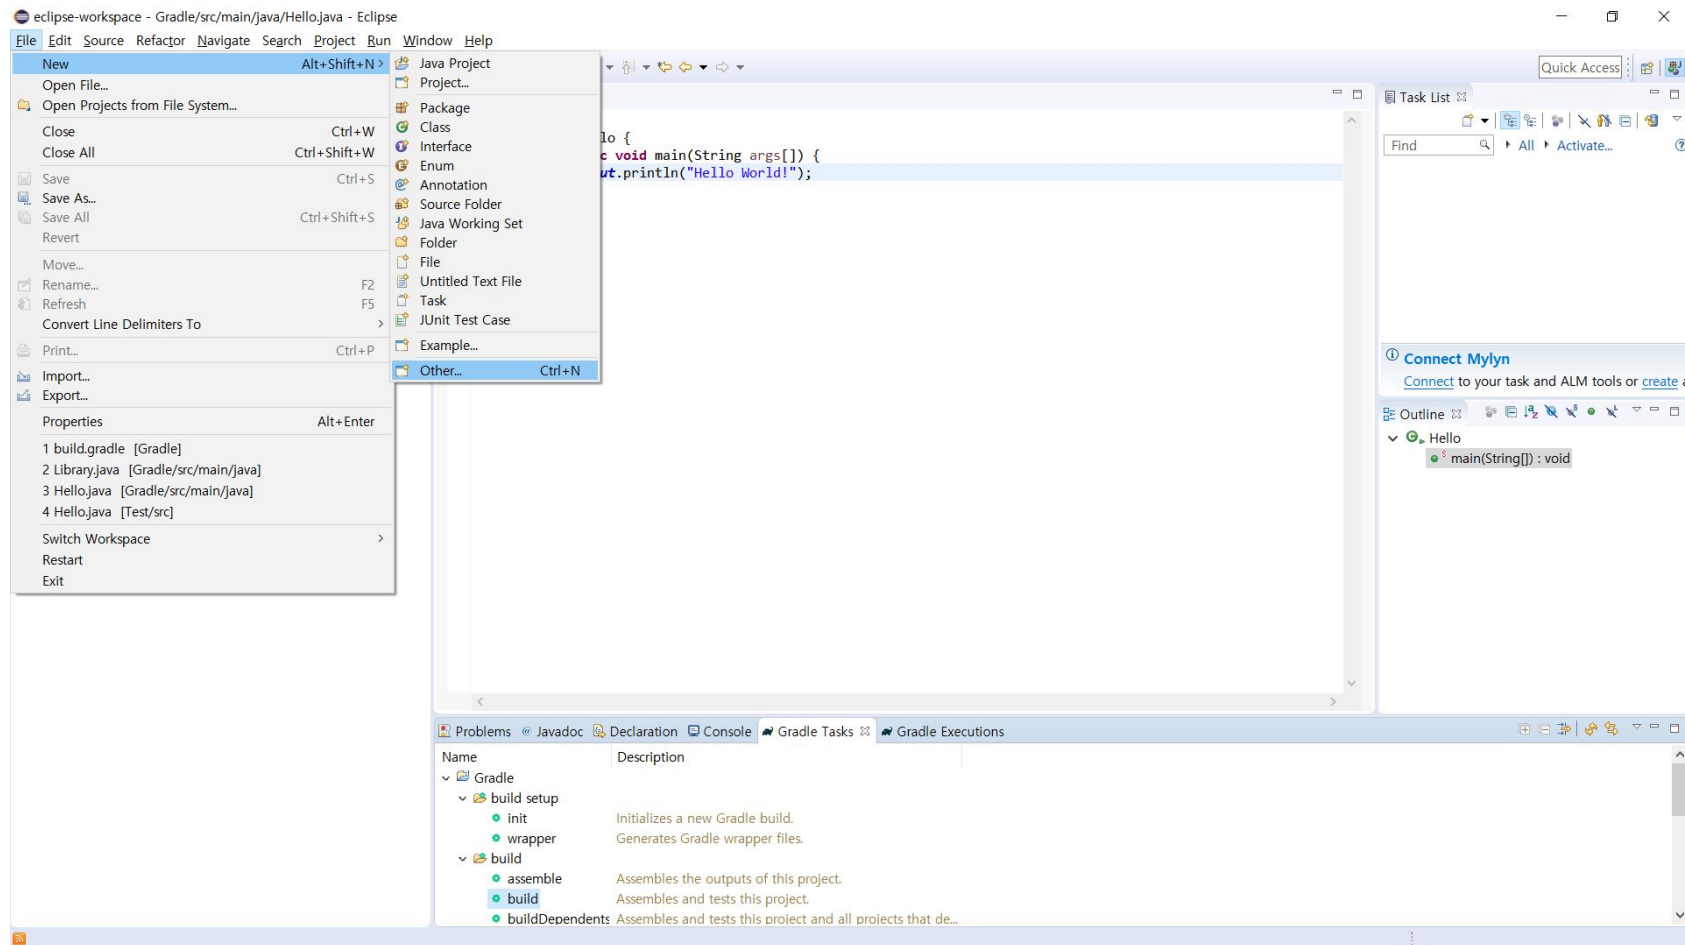 eclipse-workspace - Gradle/src/main/java/Hello.java - Eclipse
File Edit Source Refactor Navigate Search Project Run Window Help
New Alt+Shift+N
Open File...
Open Projects from File System...
Close Ctrl+W
Close All Ctrl+Shift+W
Save Ctrl+S
Save As...
Save All Ctrl+Shift+S
Revert
Move...
Rename... F2
Refresh F5
Convert Line Delimiters To
Print... Ctrl+P
Import...
Export...
Properties Alt+Enter
1 build.gradle [Gradle]
2 Library.java [Gradle/src/main/java]
3 Hello.java [Gradle/src/main/java]
4 Hello.java [Test/src]
Switch Workspace
Restart
Exit
Java Project
Project...
Package
Class
Interface
Enum
Annotation
Source Folder
Java Working Set
Folder
File
Untitled Text File
Task
JUnit Test Case
Example...
Other... Ctrl+N
lo {
c void main(String args[]) {
ut.println("Hello World!");
Quick Access
Task List
Find All Activate...
Connect Mylyn
Connect to your task and ALM tools or create
Outline
Hello
main(String[]) : void
Problems Javadoc Declaration Console Gradle Tasks Gradle Executions
Name Description
Gradle
build setup
init Initializes a new Gradle build.
wrapper Generates Gradle wrapper files.
build
assemble Assembles the outputs of this project.
build Assembles and tests this project.
buildDependents Assembles and tests this project and all projects that de...